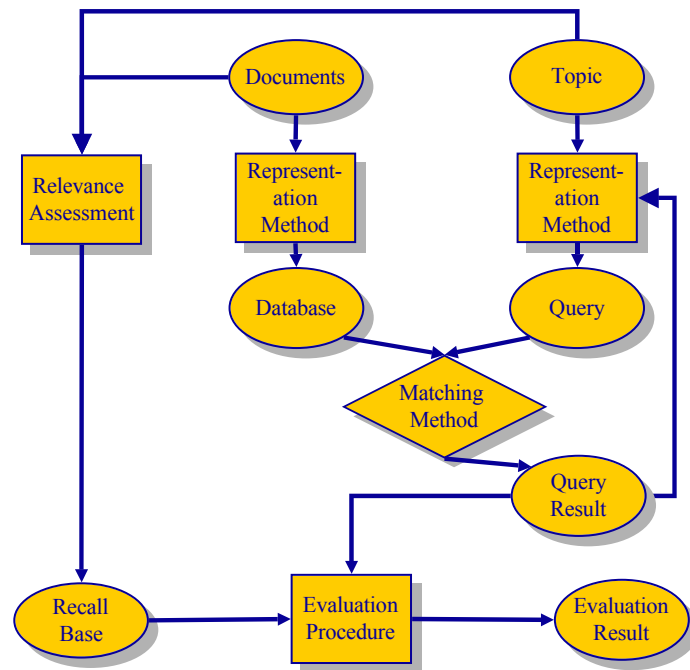 Documents
Topic
Relevance
Assessment
Represent-
ation
Method
Represent-
ation
Method
Database
Query
Matching
Method
Query
Result
Recall
Base
Evaluation
Procedure
Evaluation
Result